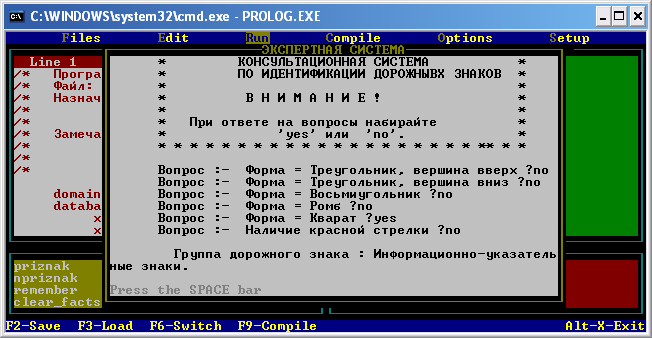 C:\WINDOWS\system32\cmd.exe - PROLOG.EXE
Files Edit Run Compile Options Setup
ЭКСПЕРТНАЯ СИСТЕМА
Line 1
/* Програ
/* Файл:
/* Назнач
/*
/*
/* Замеча
/*
/*
/*
domain
databa
x
x
* КОНСУЛЬТАЦИОННАЯ СИСТЕМА *
* ПО ИДЕНТИФИКАЦИИ ДОРОЖНЫВХ ЗНАКОВ *
* *
* В Н И М А Н И Е ! *
* *
* При ответе на вопросы набирайте *
* 'yes' или 'no'. *
* * * * * * * * * * * * * * * * * * * * * * ** * *
Вопрос :- Форма = Треугольник, вершина вверх ?no
Вопрос :- Форма = Треугольник, вершина вниз ?no
Вопрос :- Форма = Восьмиугольник ?no
Вопрос :- Форма = Ромб ?no
Вопрос :- Форма = Кварат ?yes
Вопрос :- Наличие красной стрелки ?no
Группа дорожного знака : Информационно-указатель
ные знаки.
Press the SPACE bar
priznak
npriznak
remember
clear_facts
F2-Save F3-Load F6-Switch F9-Compile Alt-X-Exit